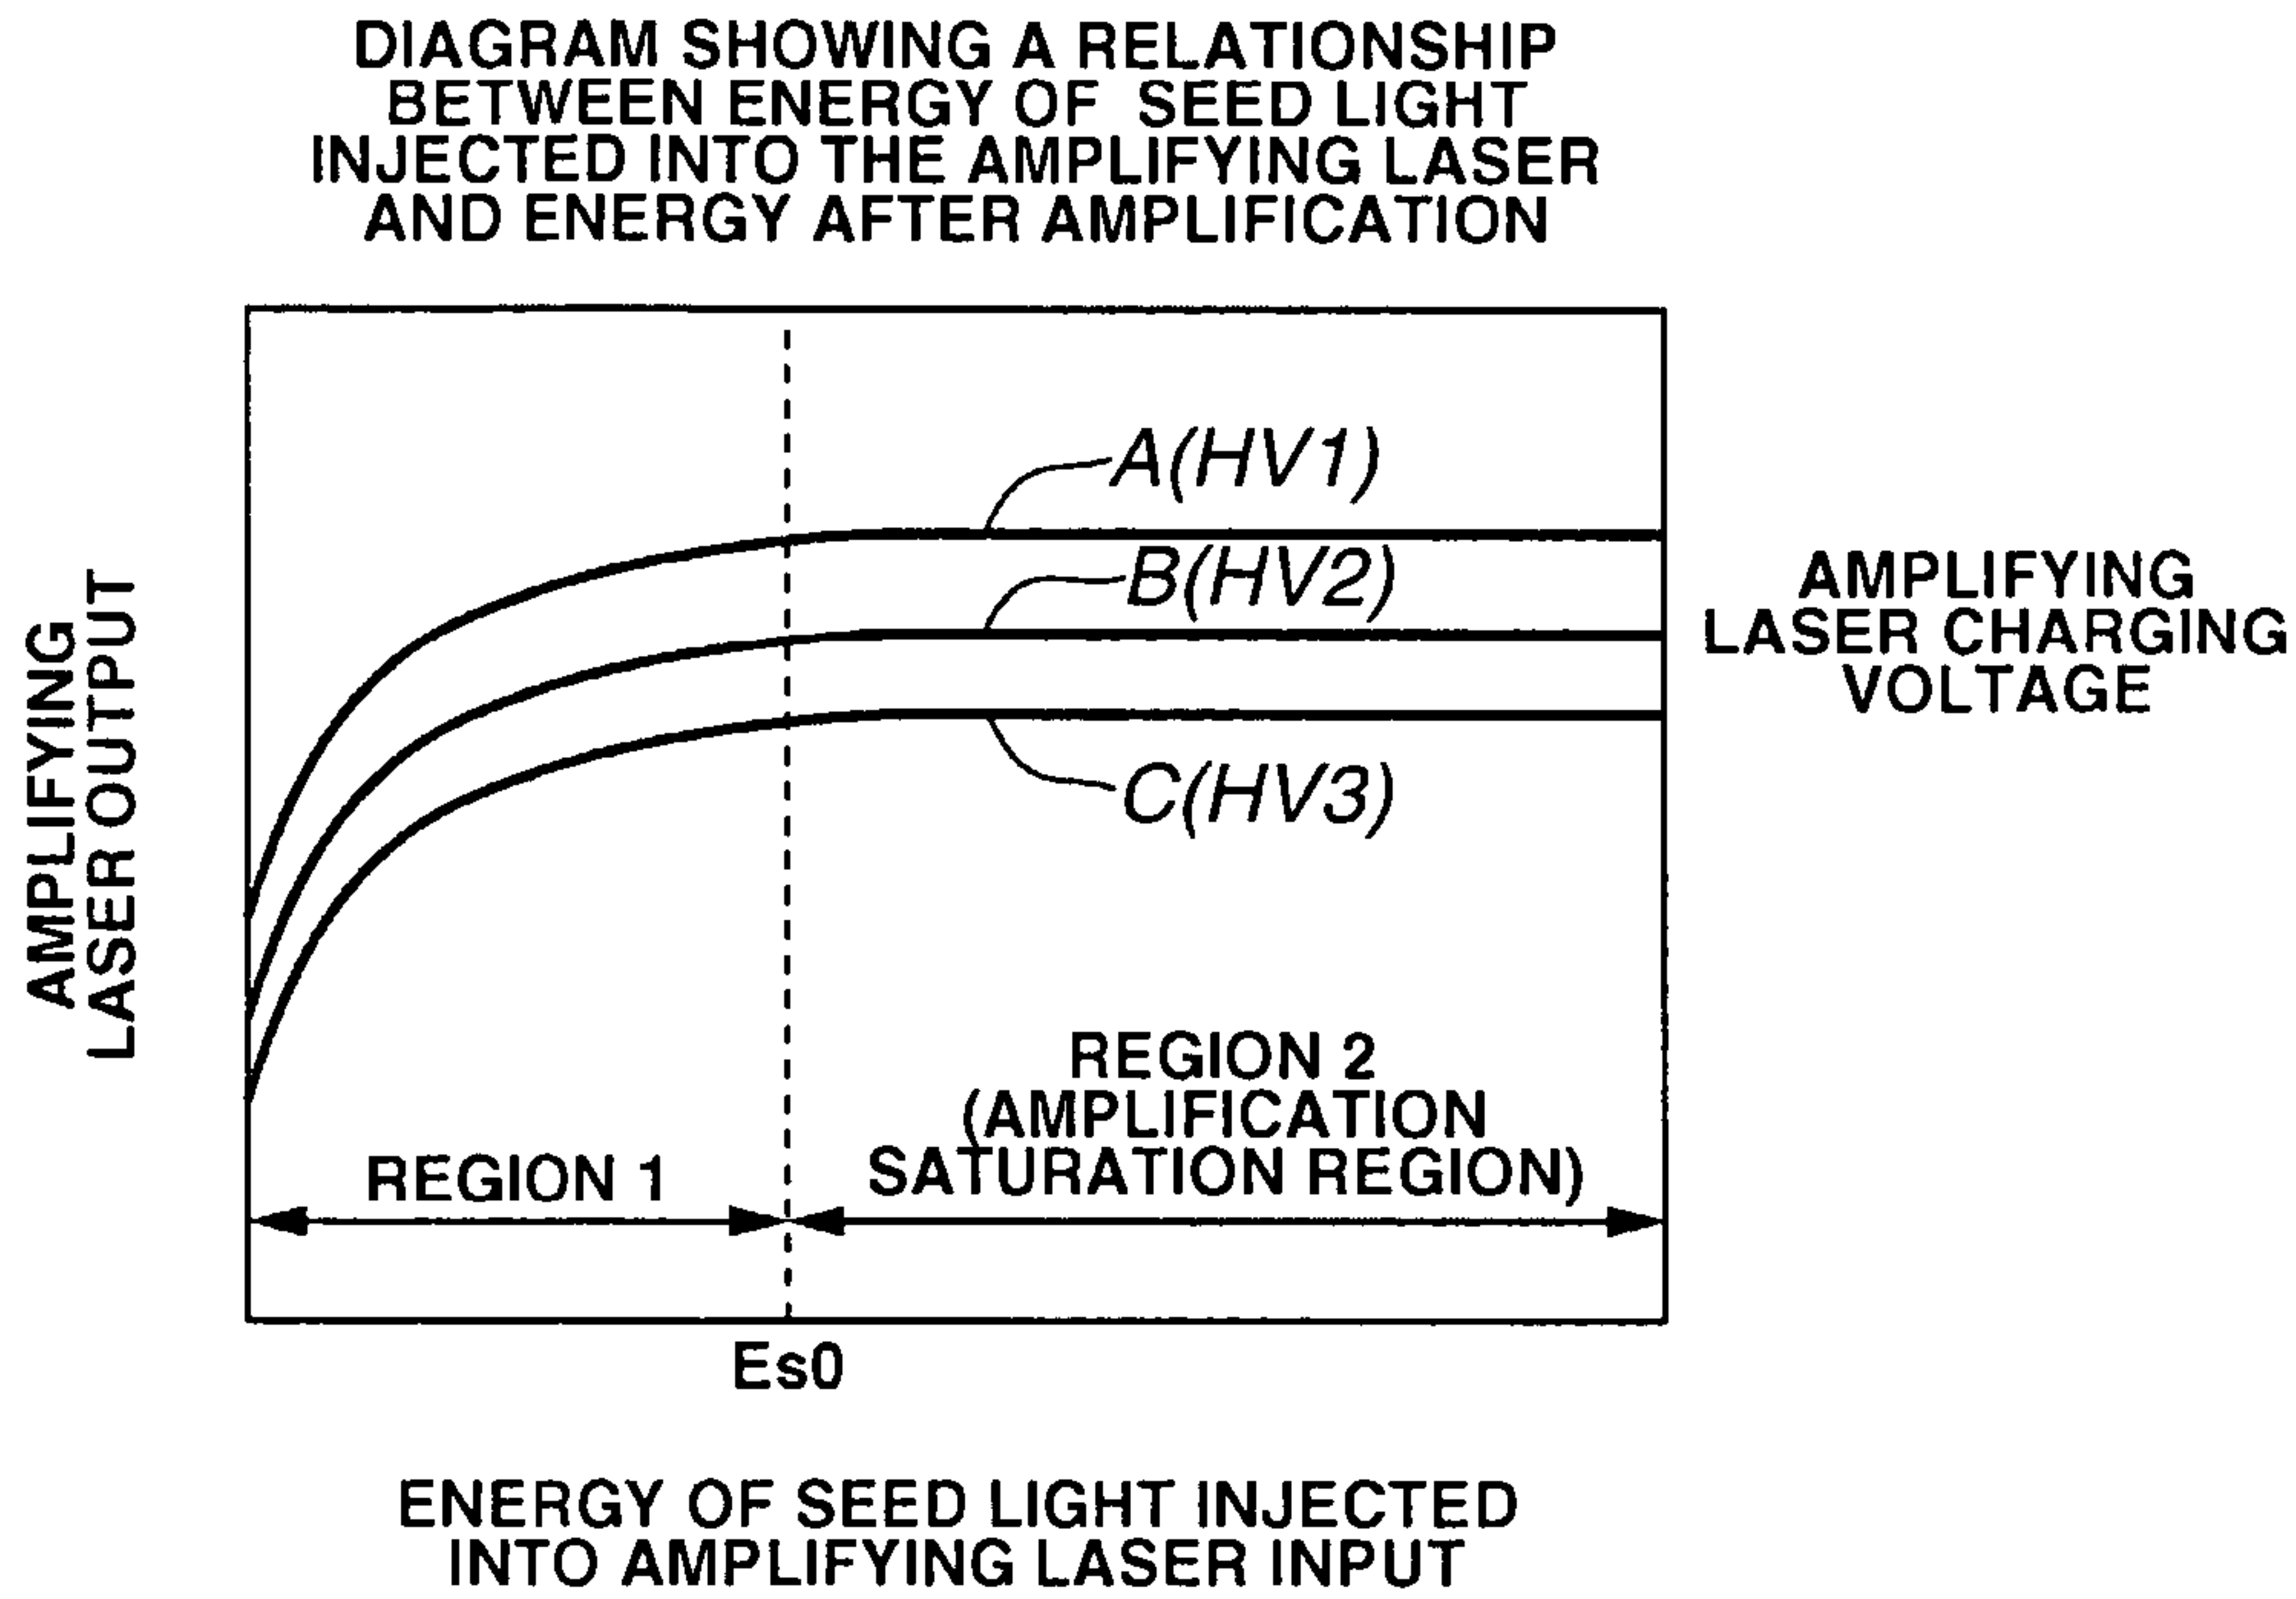 DIAGRAM SHOWING A RELATIONSHIP
BETWEEN ENERGY OF SEED LIGHT
INJECTED INTO THE AMPLIFYING LASER
AND ENERGY AFTER AMPLIFICATION
A(HV1)
B(HV2)
C(HV3)
AMPLIFYING
LASER OUTPUT
AMPLIFYING
LASER CHARGING
VOLTAGE
REGION 1
REGION 2
(AMPLIFICATION
SATURATION REGION)
Es0
ENERGY OF SEED LIGHT INJECTED
INTO AMPLIFYING LASER INPUT